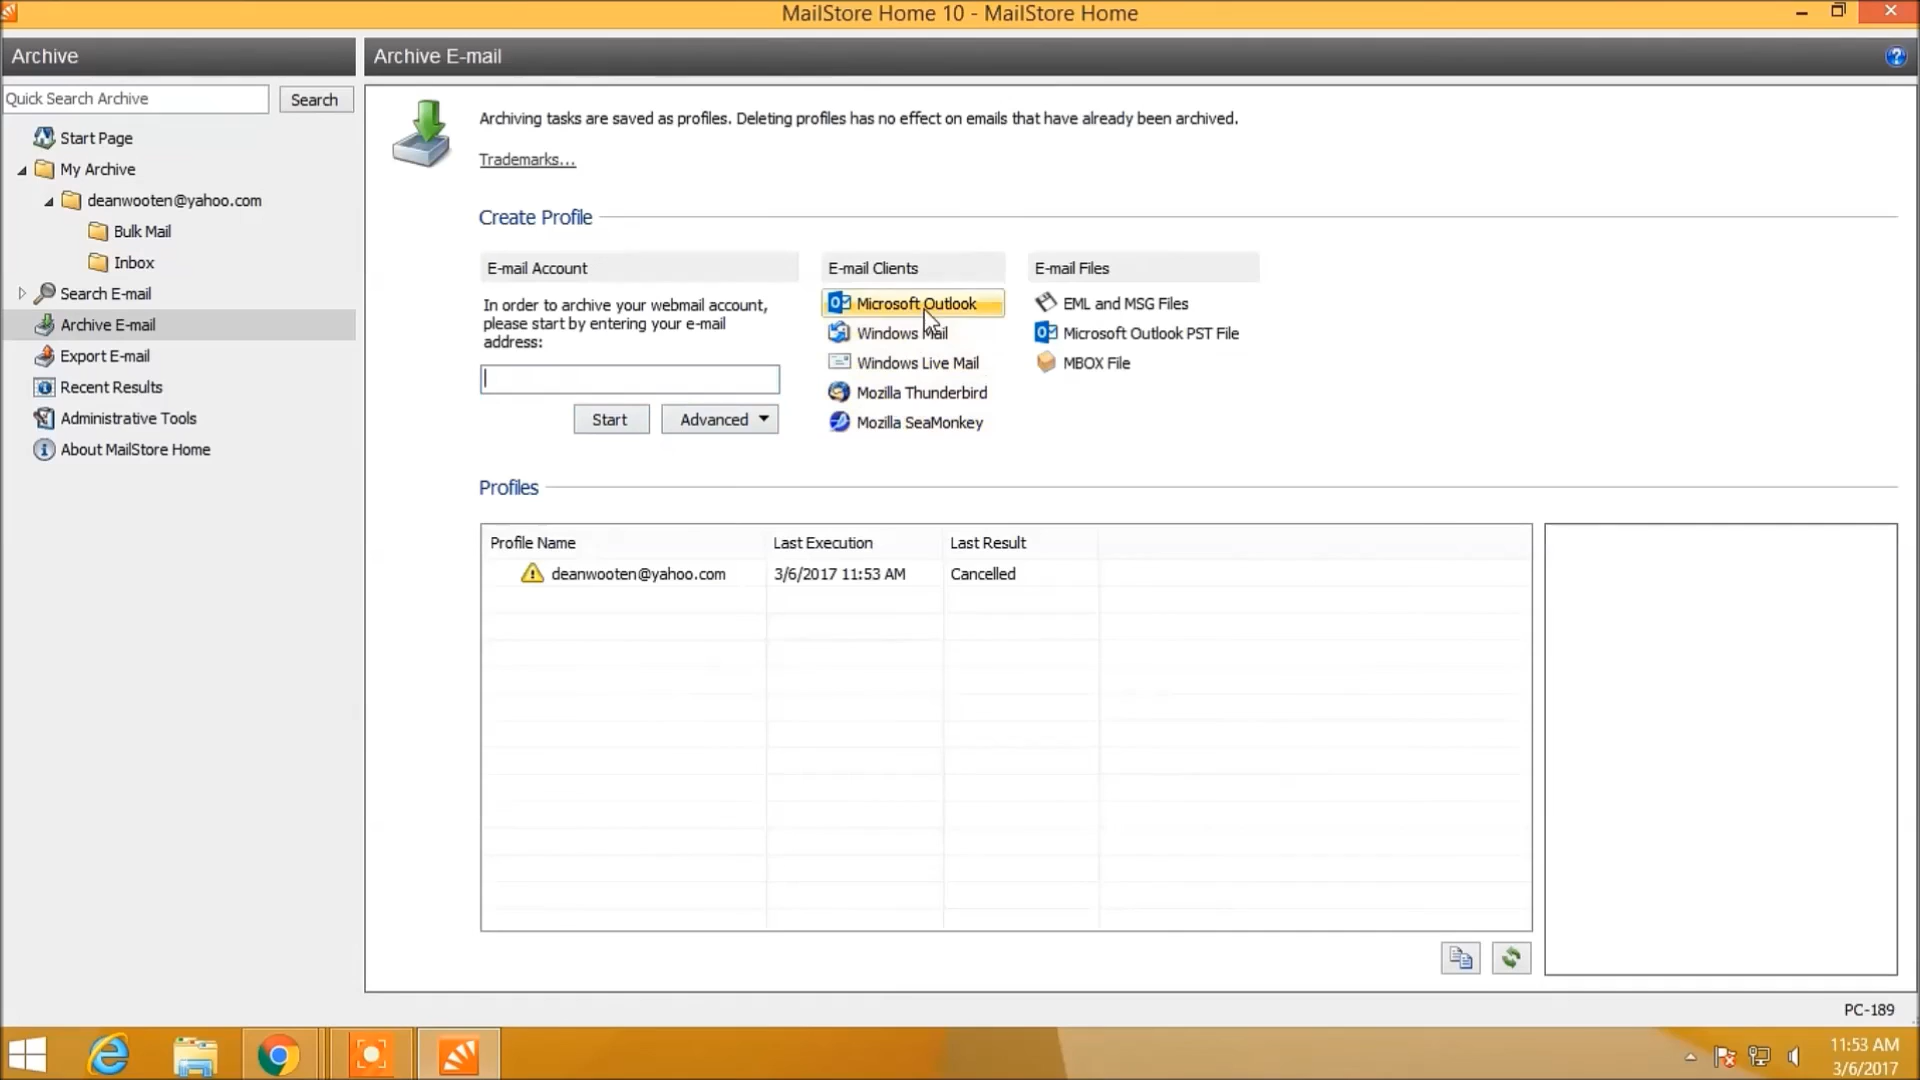 MailStore Home 10 - MailStore Home
Archive
Archive E-mail
Quick Search Archive
Search
Start Page
My Archive
deanwooten@yahoo.com
Bulk Mail
Inbox
Search E-mail
Archive E-mail
Export E-mail
Recent Results
Administrative Tools
About MailStore Home
Archiving tasks are saved as profiles. Deleting profiles has no effect on emails that have already been archived.
Trademarks...
Create Profile
E-mail Account
In order to archive your webmail account,
please start by entering your e-mail
address:
Start
Advanced
E-mail Clients
Microsoft Outlook
Windows Mail
Windows Live Mail
Mozilla Thunderbird
Mozilla SeaMonkey
E-mail Files
EML and MSG Files
Microsoft Outlook PST File
MBOX File
Profiles
Profile Name Last Execution Last Result
deanwooten@yahoo.com 3/6/2017 11:53 AM Cancelled
PC-189
11:53 AM
3/6/2017